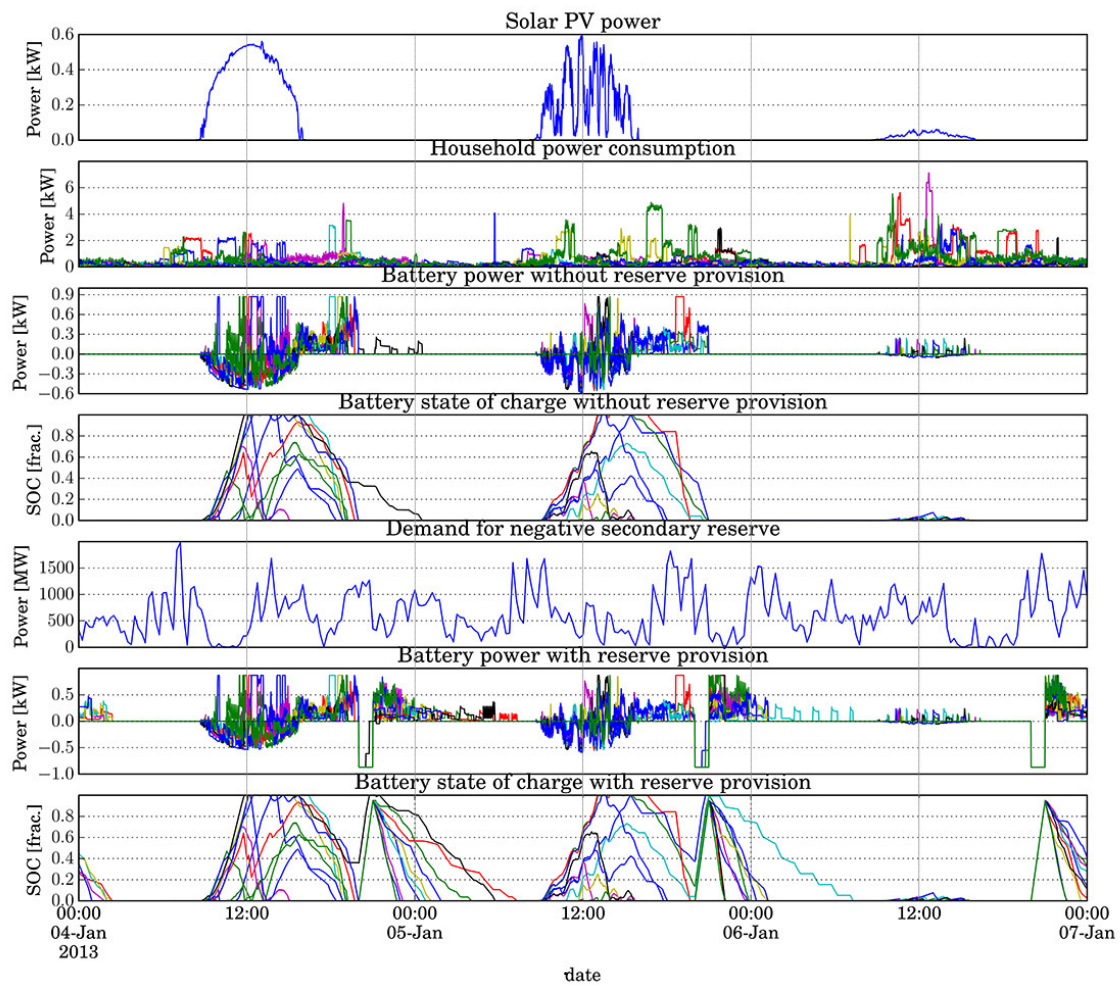 Solar PV power
Power [kW]
0.6
0.4
0.2
0.0
Household power consumption
Power [kW]
6
4
2
0
Battery power without reserve provision
Power [kW]
0.9
0.6
0.3
0.0
−0.3
−0.6
Battery state of charge without reserve provision
SOC [frac.]
0.8
0.6
0.4
0.2
0.0
Demand for negative secondary reserve
Power [MW]
1500
1000
500
0
Battery power with reserve provision
Power [kW]
0.5
0.0
−0.5
−1.0
Battery state of charge with reserve provision
SOC [frac.]
0.8
0.6
0.4
0.2
0.0
00:00 12:00 00:00 12:00 00:00 12:00 00:00
04-Jan 05-Jan 06-Jan 07-Jan
2013
date